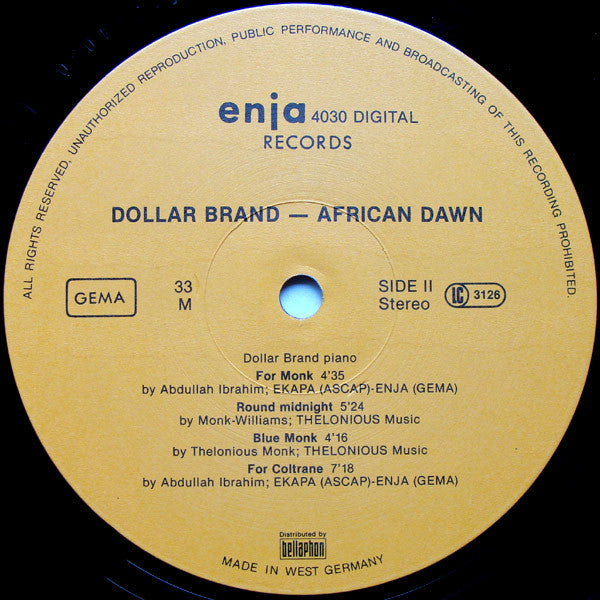 ALL RIGHTS RESERVED. UNAUTHORIZED REPRODUCTION, PUBLIC PERFORMANCE AND BROADCASTING OF THIS RECORDING PROHIBITED.
enja 4030 DIGITAL
RECORDS
DOLLAR BRAND — AFRICAN DAWN
GEMA
33
M
SIDE II
Stereo
LC 3126
Dollar Brand piano
For Monk 4'35
by Abdullah Ibrahim; EKAPA (ASCAP)-ENJA (GEMA)
Round midnight 5'24
by Monk-Williams; THELONIOUS Music
Blue Monk 4'16
by Thelonious Monk; THELONIOUS Music
For Coltrane 7'18
by Abdullah Ibrahim; EKAPA (ASCAP)-ENJA (GEMA)
Distributed by
bellaphon
MADE IN WEST GERMANY